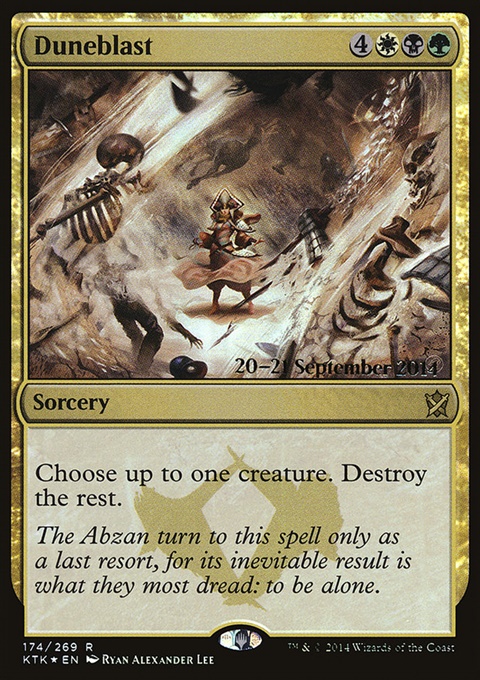 Duneblast 4
20-21 September 2014
Sorcery
Choose up to one creature. Destroy
the rest.
The Abzan turn to this spell only as
a last resort, for its inevitable result is
what they most dread: to be alone.
174/269 R
KTK★EN Ryan Alexander Lee
™ & © 2014 Wizards of the Coast